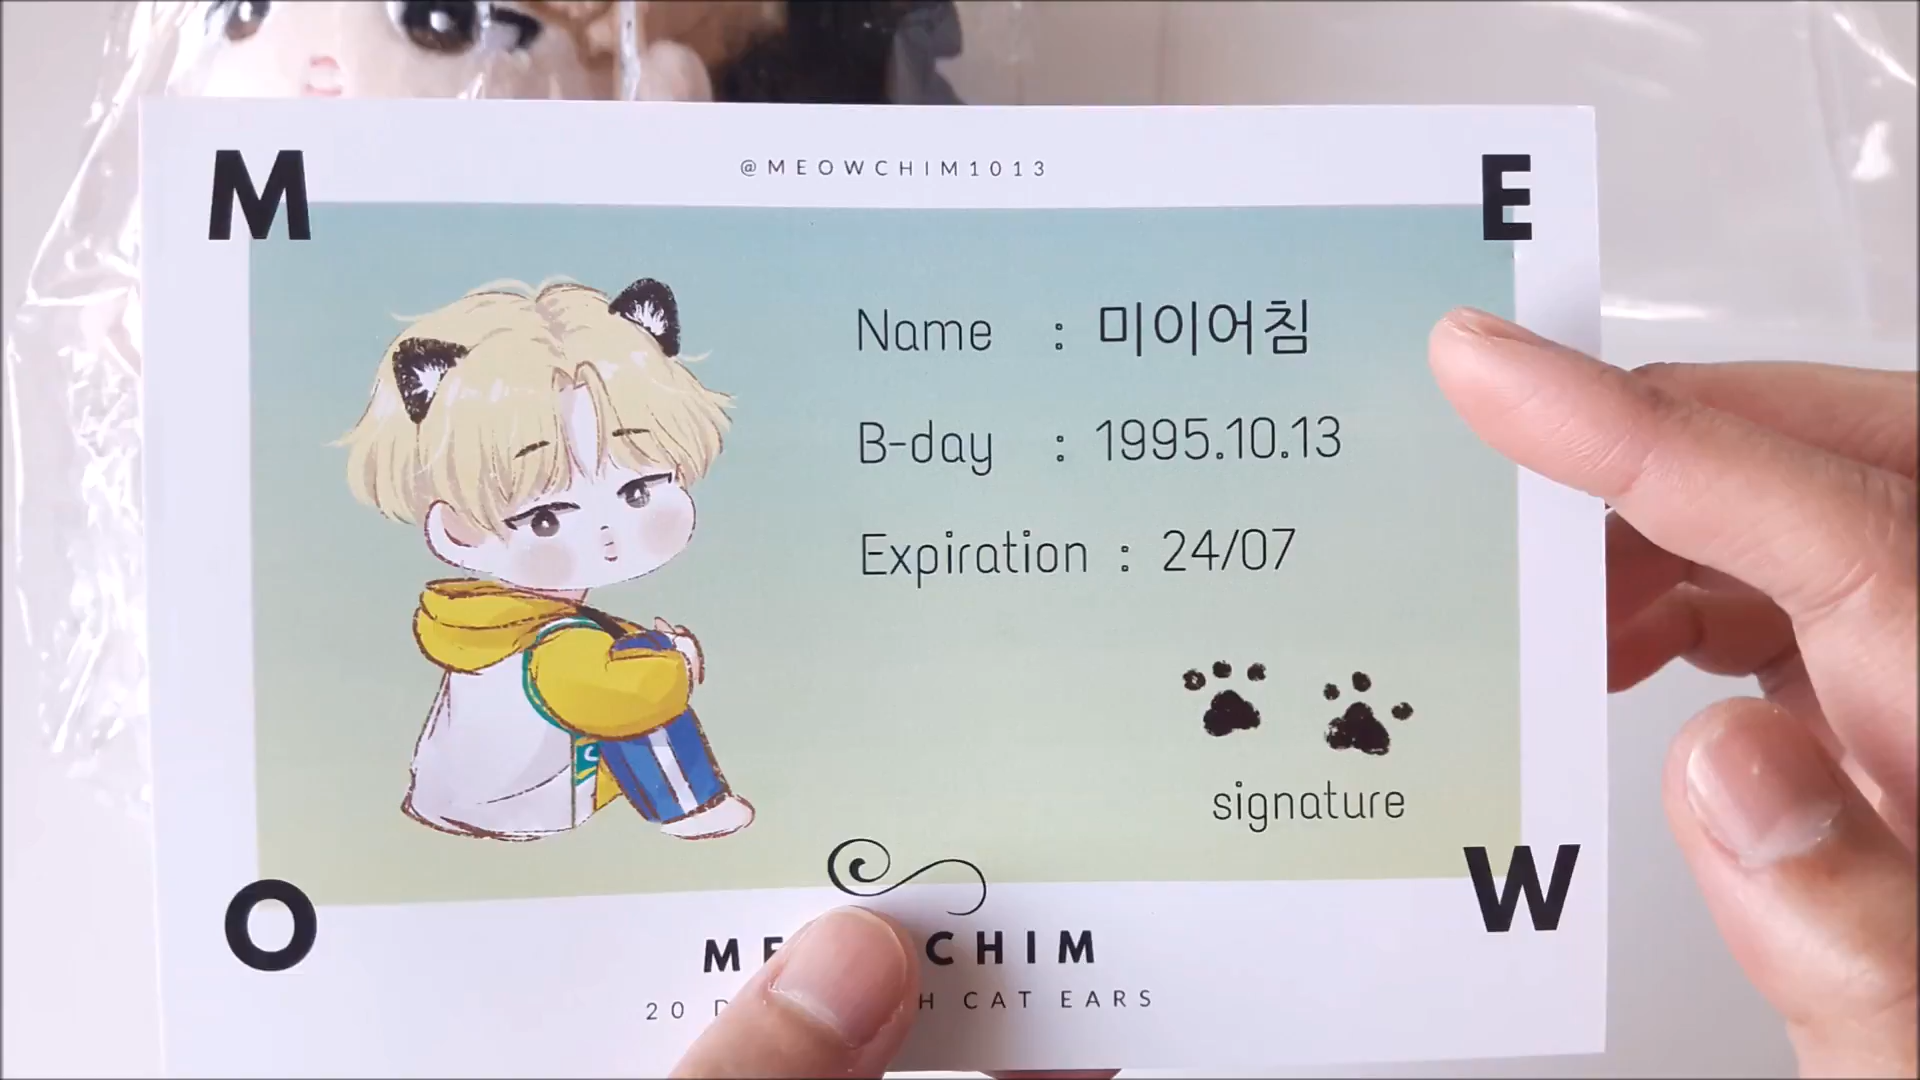 M E
@MEOWCHIM1013
Name : 미이어침
B-day : 1995.10.13
Expiration : 24/07
signature
O W
CHIM
20 CAT EARS